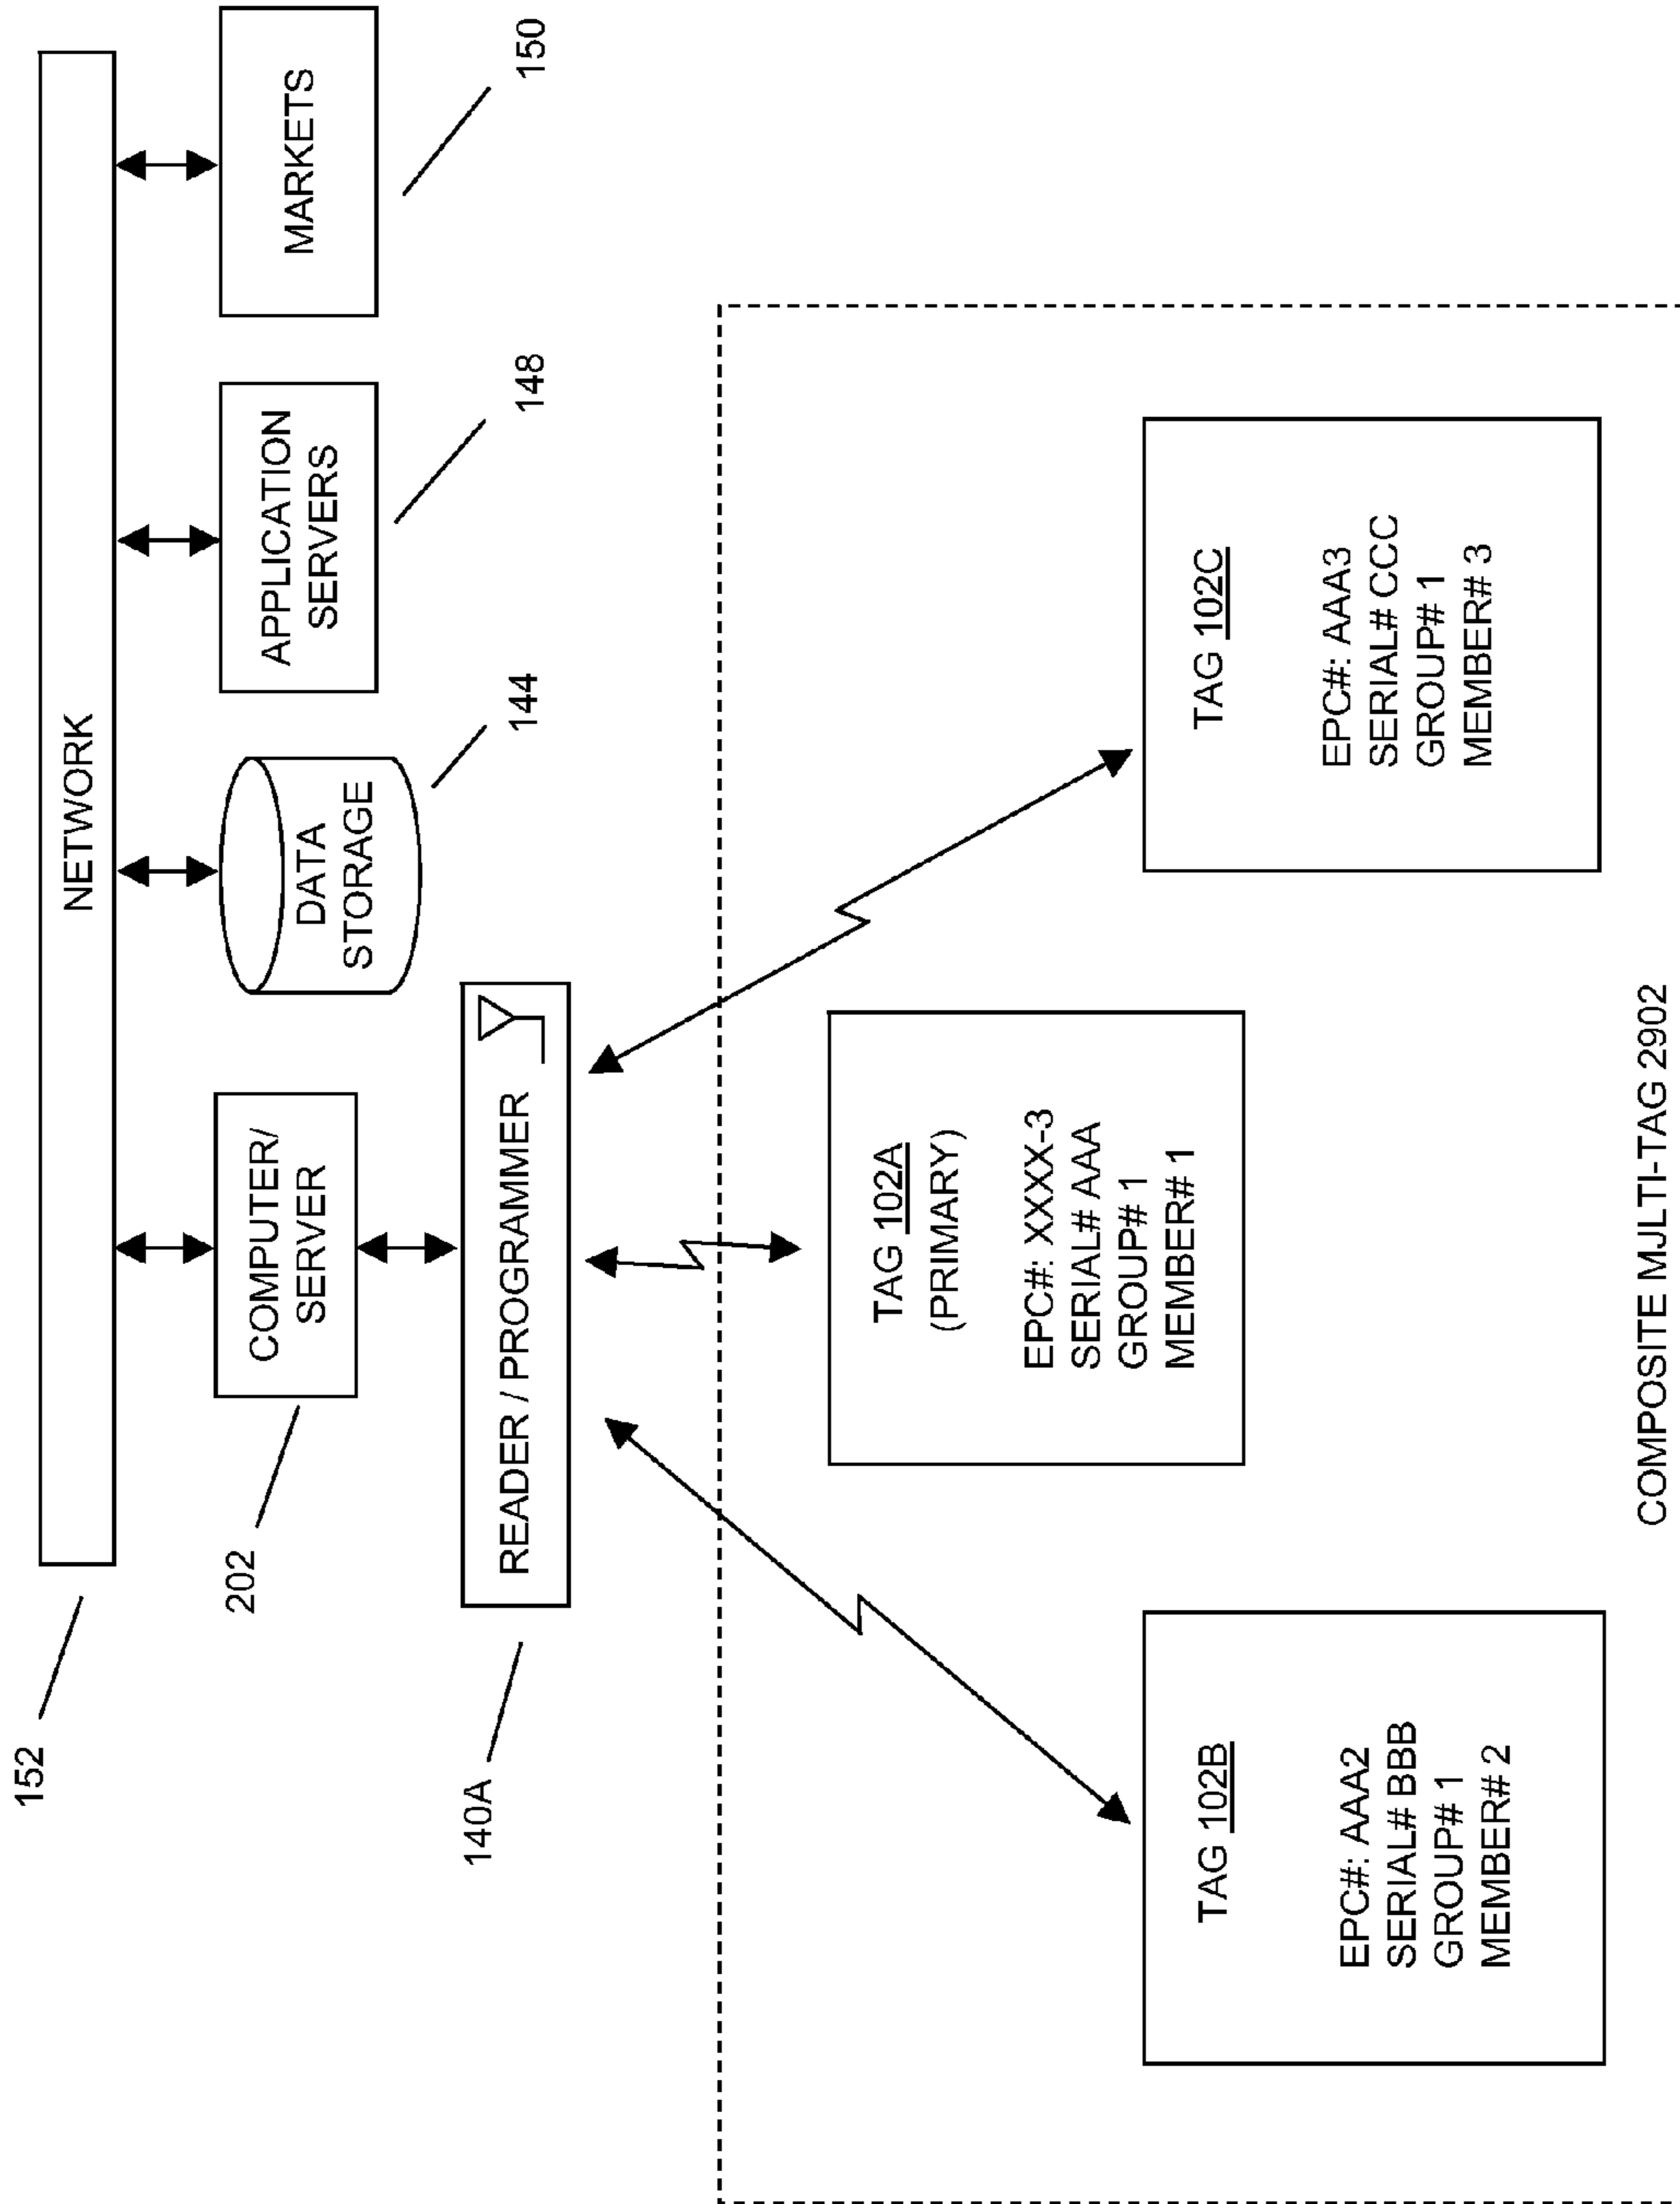 152
NETWORK
202
COMPUTER/
SERVER
DATA
STORAGE
144
APPLICATION
SERVERS
148
MARKETS
150
140A
READER / PROGRAMMER
TAG 102A
(PRIMARY)
EPC#: XXXX-3
SERIAL# AAA
GROUP# 1
MEMBER# 1
TAG 102B
EPC#: AAA2
SERIAL# BBB
GROUP# 1
MEMBER# 2
TAG 102C
EPC#: AAA3
SERIAL# CCC
GROUP# 1
MEMBER# 3
COMPOSITE MJLTI-TAG 2902